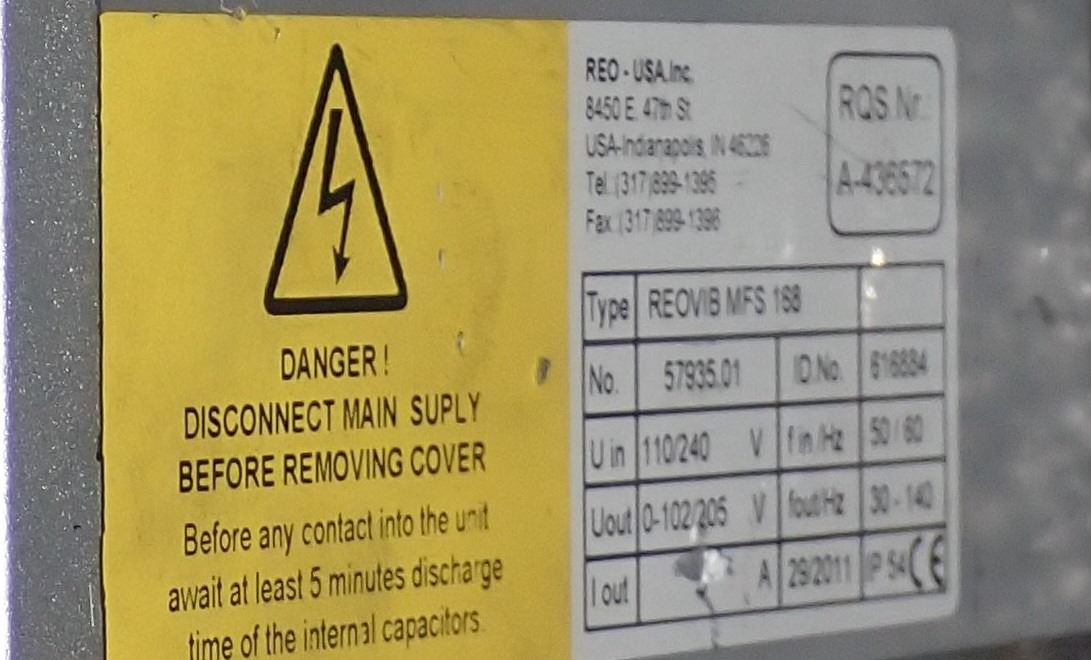 DANGER !
DISCONNECT MAIN SUPLY
BEFORE REMOVING COVER
Before any contact into the unit
await at least 5 minutes discharge
time of the internal capacitors.
REO - USA.Inc.
8450 E. 47th St.
USA-Indianapolis, IN 46226
Tel.:(317)899-1395
Fax.:(317)899-1396
RQS.Nr.:
A-436572
Type REOVIB MFS 168
No. 57935.01 ID.No. 616884
U in 110/240 V f in/Hz 50 / 60
Uout 0-102/205 V fout/Hz 30 - 140
I out A 29/2011 IP 54 CE